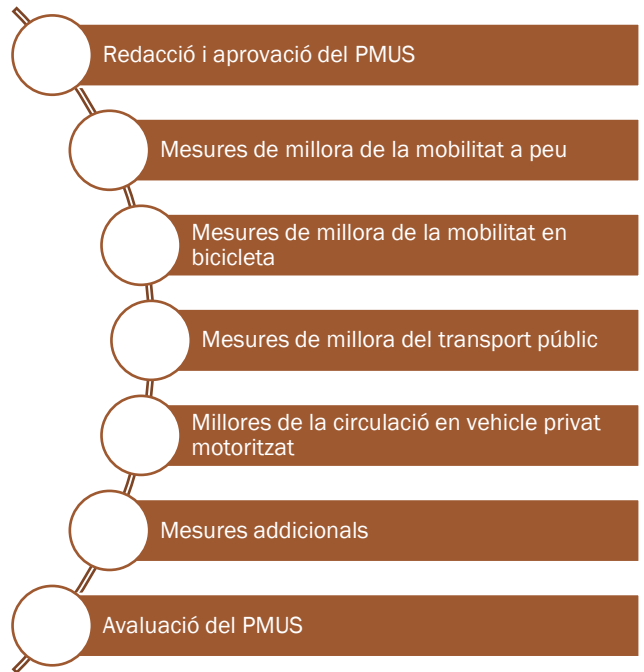 Redacció i aprovació del PMUS
Mesures de millora de la mobilitat a peu
Mesures de millora de la mobilitat en
bicicleta
Mesures de millora del transport públic
Millores de la circulació en vehicle privat
motoritzat
Mesures addicionals
Avaluació del PMUS